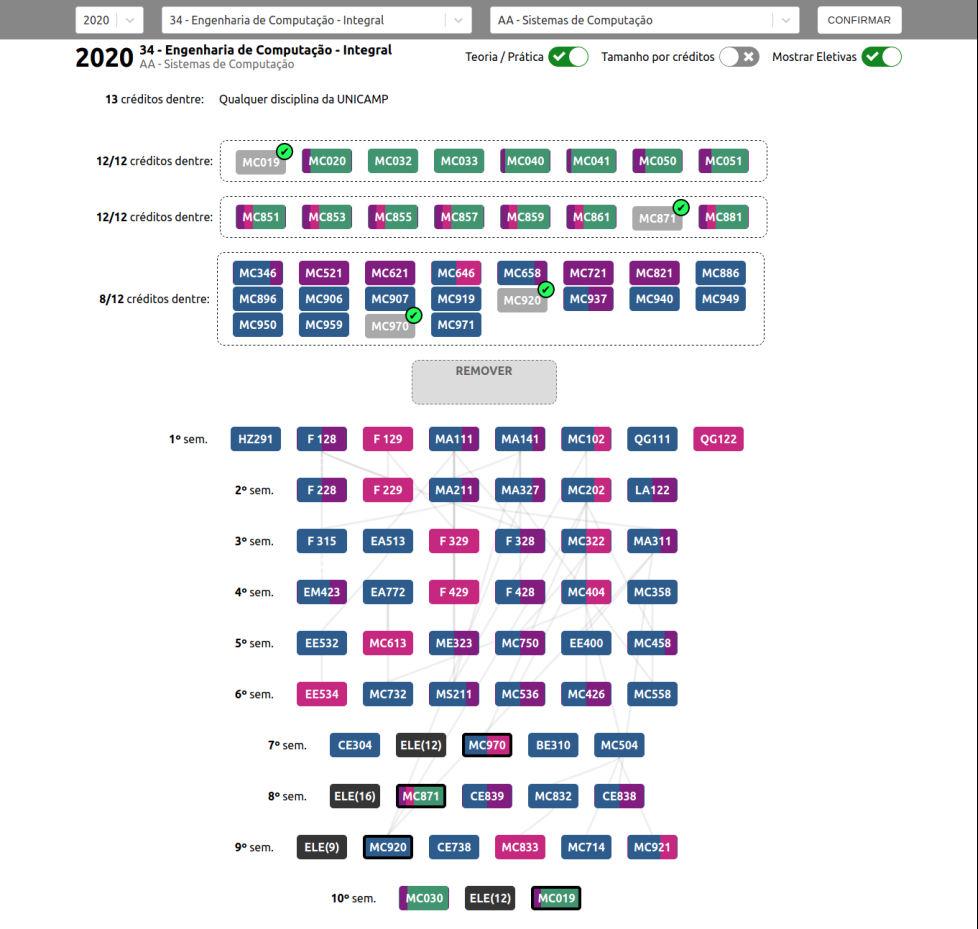 2020 34 - Engenharia de Computação - Integral AA - Sistemas de Computação CONFIRMAR
2020 34 - Engenharia de Computação - Integral
AA - Sistemas de Computação
Teoria / Prática Tamanho por créditos Mostrar Eletivas
13 créditos dentre: Qualquer disciplina da UNICAMP
12/12 créditos dentre: MC019 MC020 MC032 MC033 MC040 MC041 MC050 MC051
12/12 créditos dentre: MC851 MC853 MC855 MC857 MC859 MC861 MC871 MC881
MC346 MC521 MC621 MC646 MC658 MC721 MC821 MC886
8/12 créditos dentre: MC896 MC906 MC907 MC919 MC920 MC937 MC940 MC949
MC950 MC959 MC970 MC971
REMOVER
1º sem. HZ291 F 128 F 129 MA111 MA141 MC102 QG111 QG122
2º sem. F 228 F 229 MA211 MA327 MC202 LA122
3º sem. F 315 EA513 F 329 F 328 MC322 MA311
4º sem. EM423 EA772 F 429 F 428 MC404 MC358
5º sem. EE532 MC613 ME323 MC750 EE400 MC458
6º sem. EE534 MC732 MS211 MC536 MC426 MC558
7º sem. CE304 ELE(12) MC970 BE310 MC504
8º sem. ELE(16) MC871 CE839 MC832 CE838
9º sem. ELE(9) MC920 CE738 MC833 MC714 MC921
10º sem. MC030 ELE(12) MC019